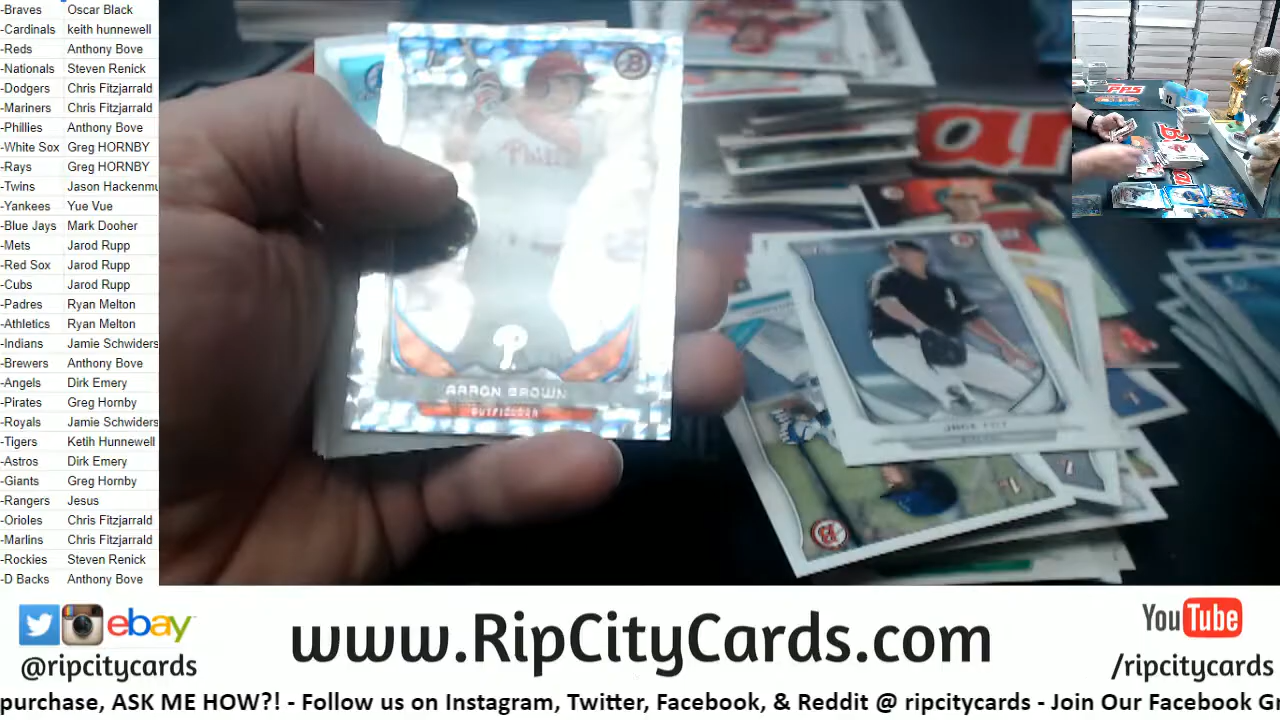 -Braves Oscar Black
-Cardinals keith hunnewell
-Reds Anthony Bove
-Nationals Steven Renick
-Dodgers Chris Fitzjarrald
-Mariners Chris Fitzjarrald
-Phillies Anthony Bove
-White Sox Greg HORNBY
-Rays Greg HORNBY
-Twins Jason Hackenmu
-Yankees Yue Vue
-Blue Jays Mark Dooher
-Mets Jarod Rupp
-Red Sox Jarod Rupp
-Cubs Jarod Rupp
-Padres Ryan Melton
-Athletics Ryan Melton
-Indians Jamie Schwiders
-Brewers Anthony Bove
-Angels Dirk Emery
-Pirates Greg Hornby
-Royals Jamie Schwiders
-Tigers Ketih Hunnewell
-Astros Dirk Emery
-Giants Greg Hornby
-Rangers Jesus
-Orioles Chris Fitzjarrald
-Marlins Chris Fitzjarrald
-Rockies Steven Renick
-D Backs Anthony Bove
B
P
AARON BROWN
OUTFIELDER
ar
B
PPS
ebay
@ripcitycards
www.RipCityCards.com
YouTube
/ripcitycards
purchase, ASK ME HOW?! - Follow us on Instagram, Twitter, Facebook, & Reddit @ ripcitycards - Join Our Facebook G